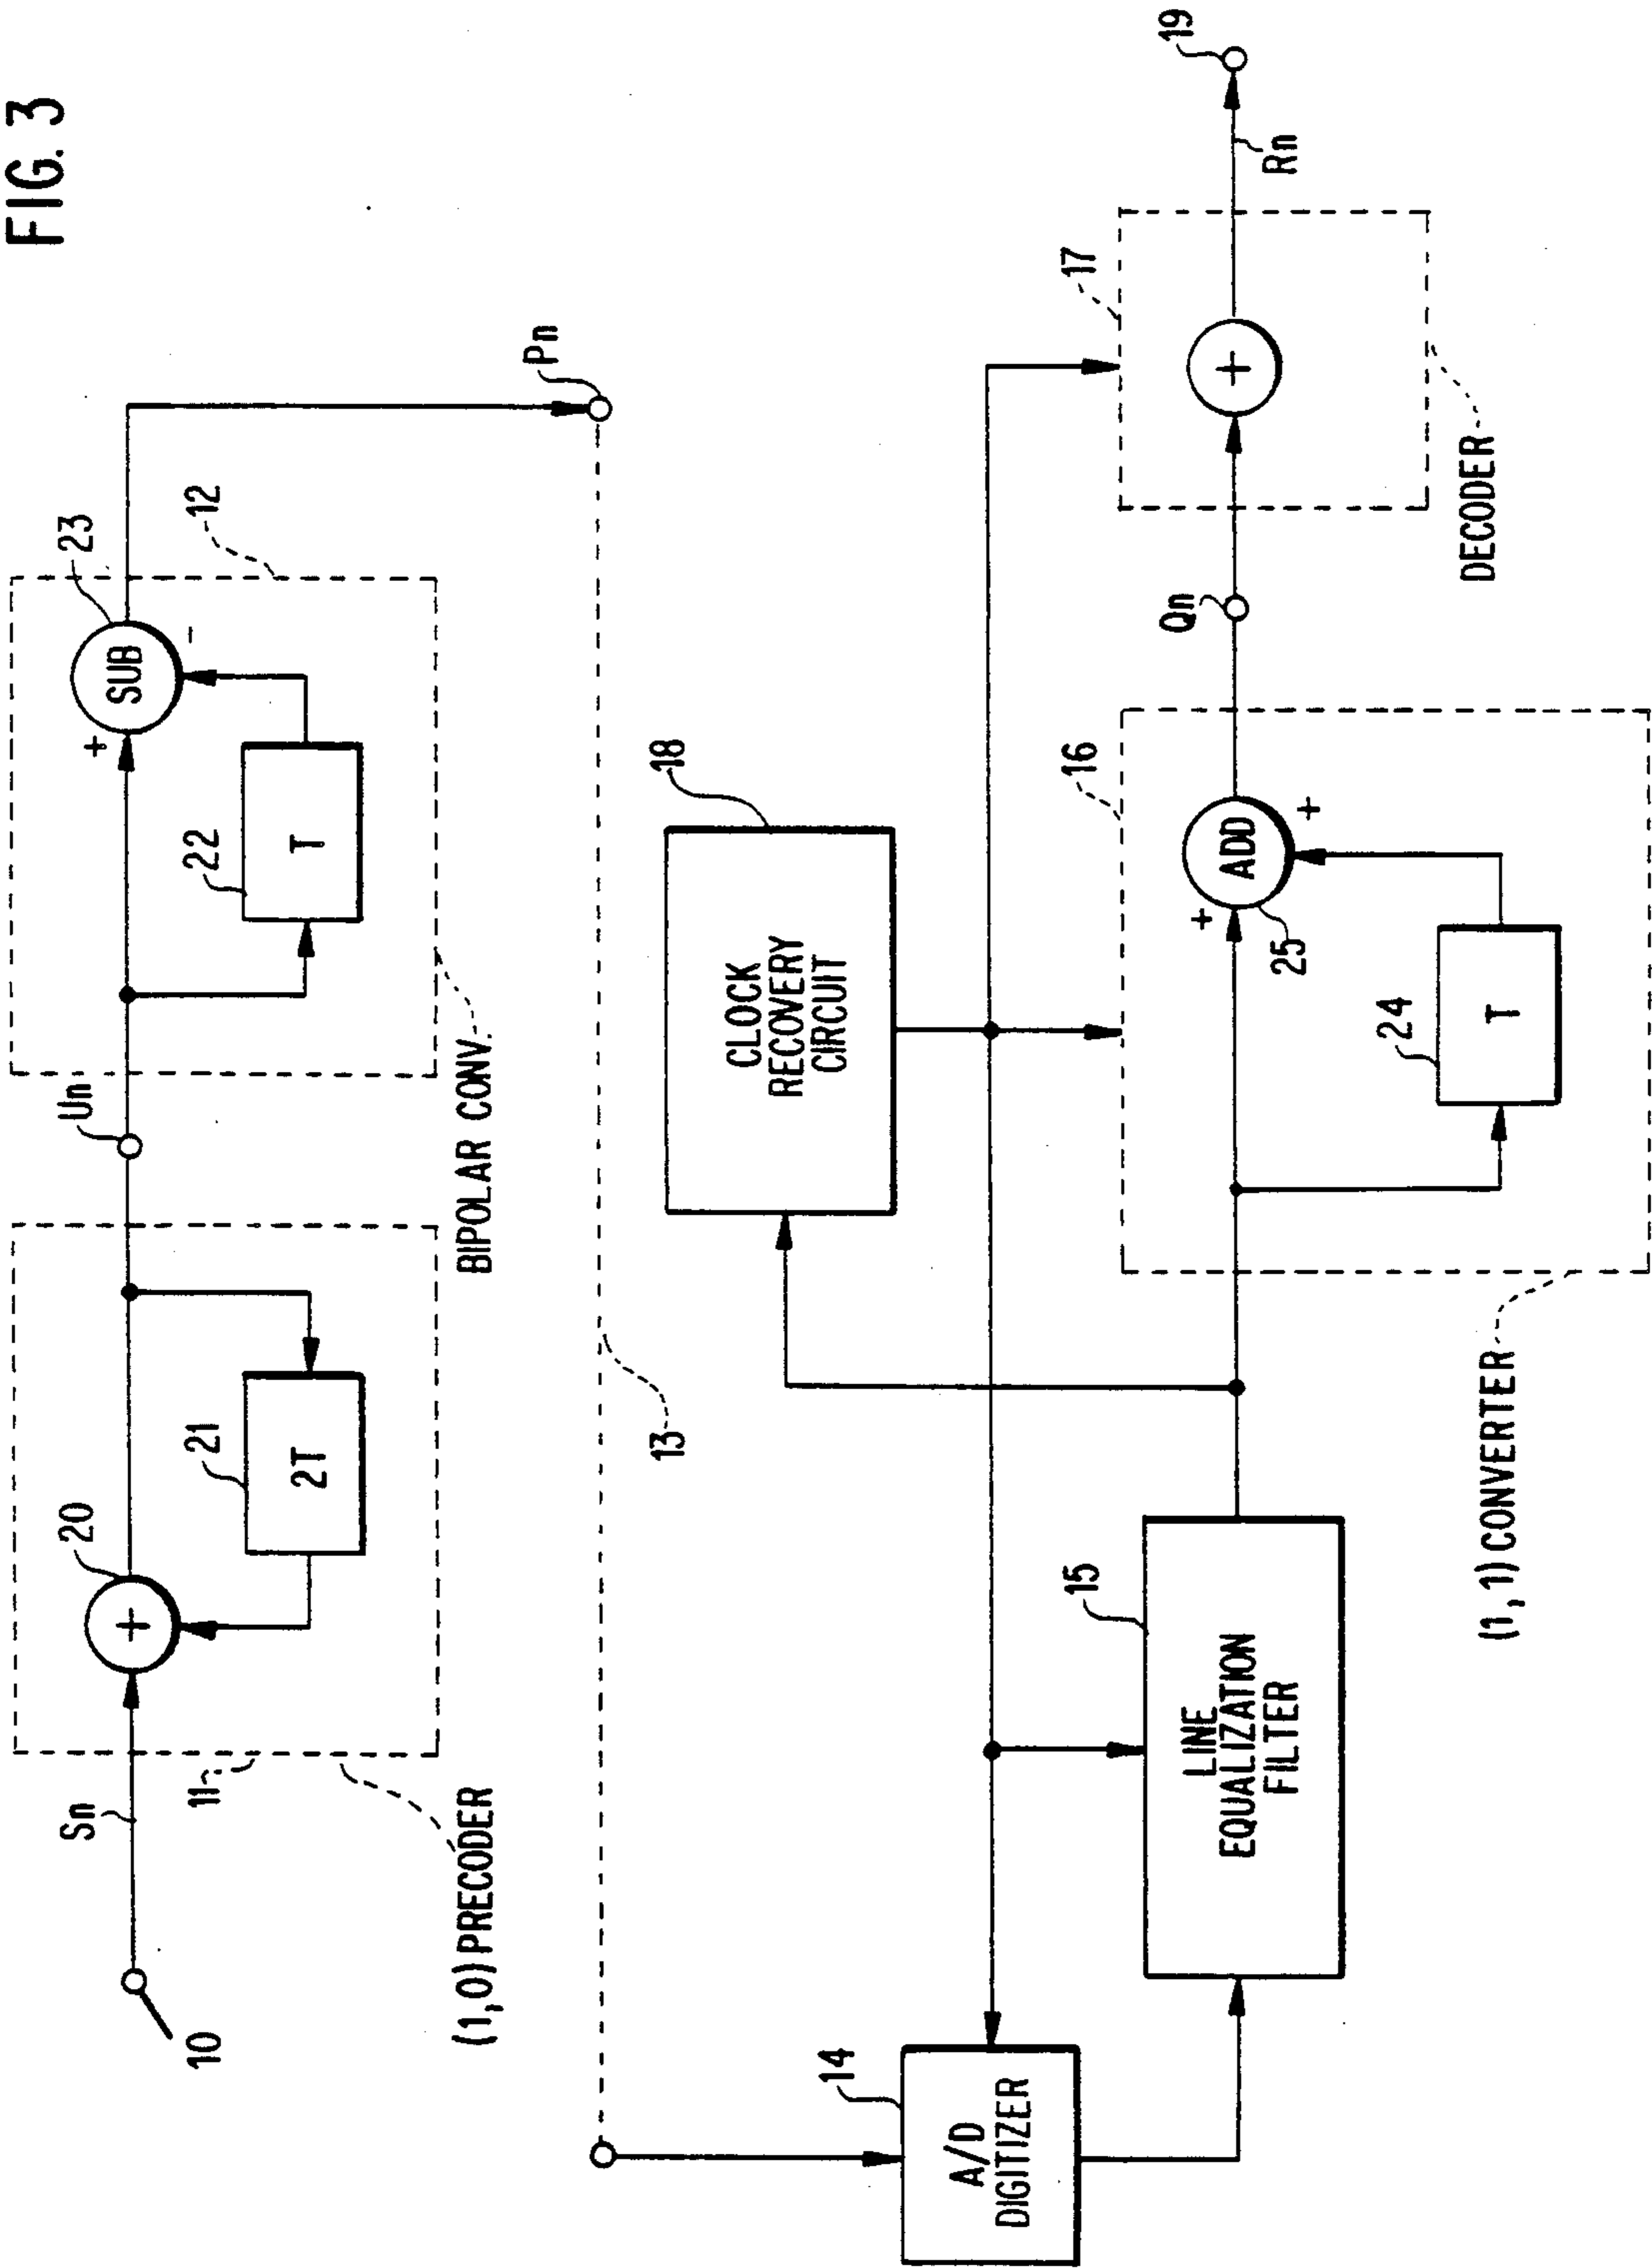 FIG. 3
10
Sn
11
20
+
21
2T
(1,0) PRECODER
Un
22
T
+
SUB
-
23
12
BIPOLAR CONV.
Pn
13
14
A/D
DIGITIZER
15
LINE
EQUALIZATION
FILTER
18
CLOCK
RECOVERY
CIRCUIT
16
24
T
+
ADD
+
25
(1,1) CONVERTER
Qn
17
+
DECODER
Rn
19